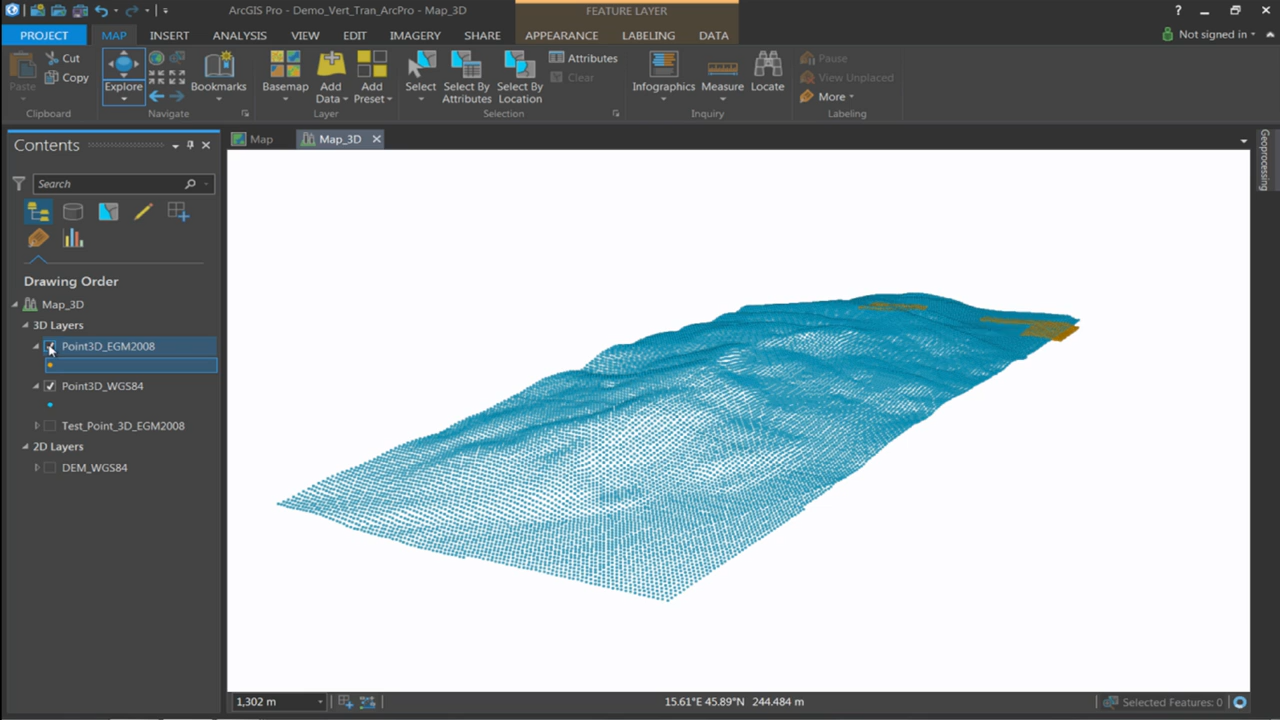 ArcGIS Pro - Demo_Vert_Tran_ArcPro - Map_3D
FEATURE LAYER
?
PROJECT MAP INSERT ANALYSIS VIEW EDIT IMAGERY SHARE APPEARANCE LABELING DATA
Not signed in
Paste
Cut
Copy
Clipboard
Explore
Bookmarks
Navigate
Basemap
Add Data
Add Preset
Layer
Select
Select By Attributes
Select By Location
Attributes
Clear
Selection
Infographics
Measure
Locate
Inquiry
Pause
View Unplaced
More
Labeling
Contents
Search
Drawing Order
Map_3D
3D Layers
Point3D_EGM2008
Point3D_WGS84
Test_Point_3D_EGM2008
2D Layers
DEM_WGS84
Map
Map_3D
Geoprocessing
1,302 m
15.61°E 45.89°N 244.484 m
Selected Features: 0